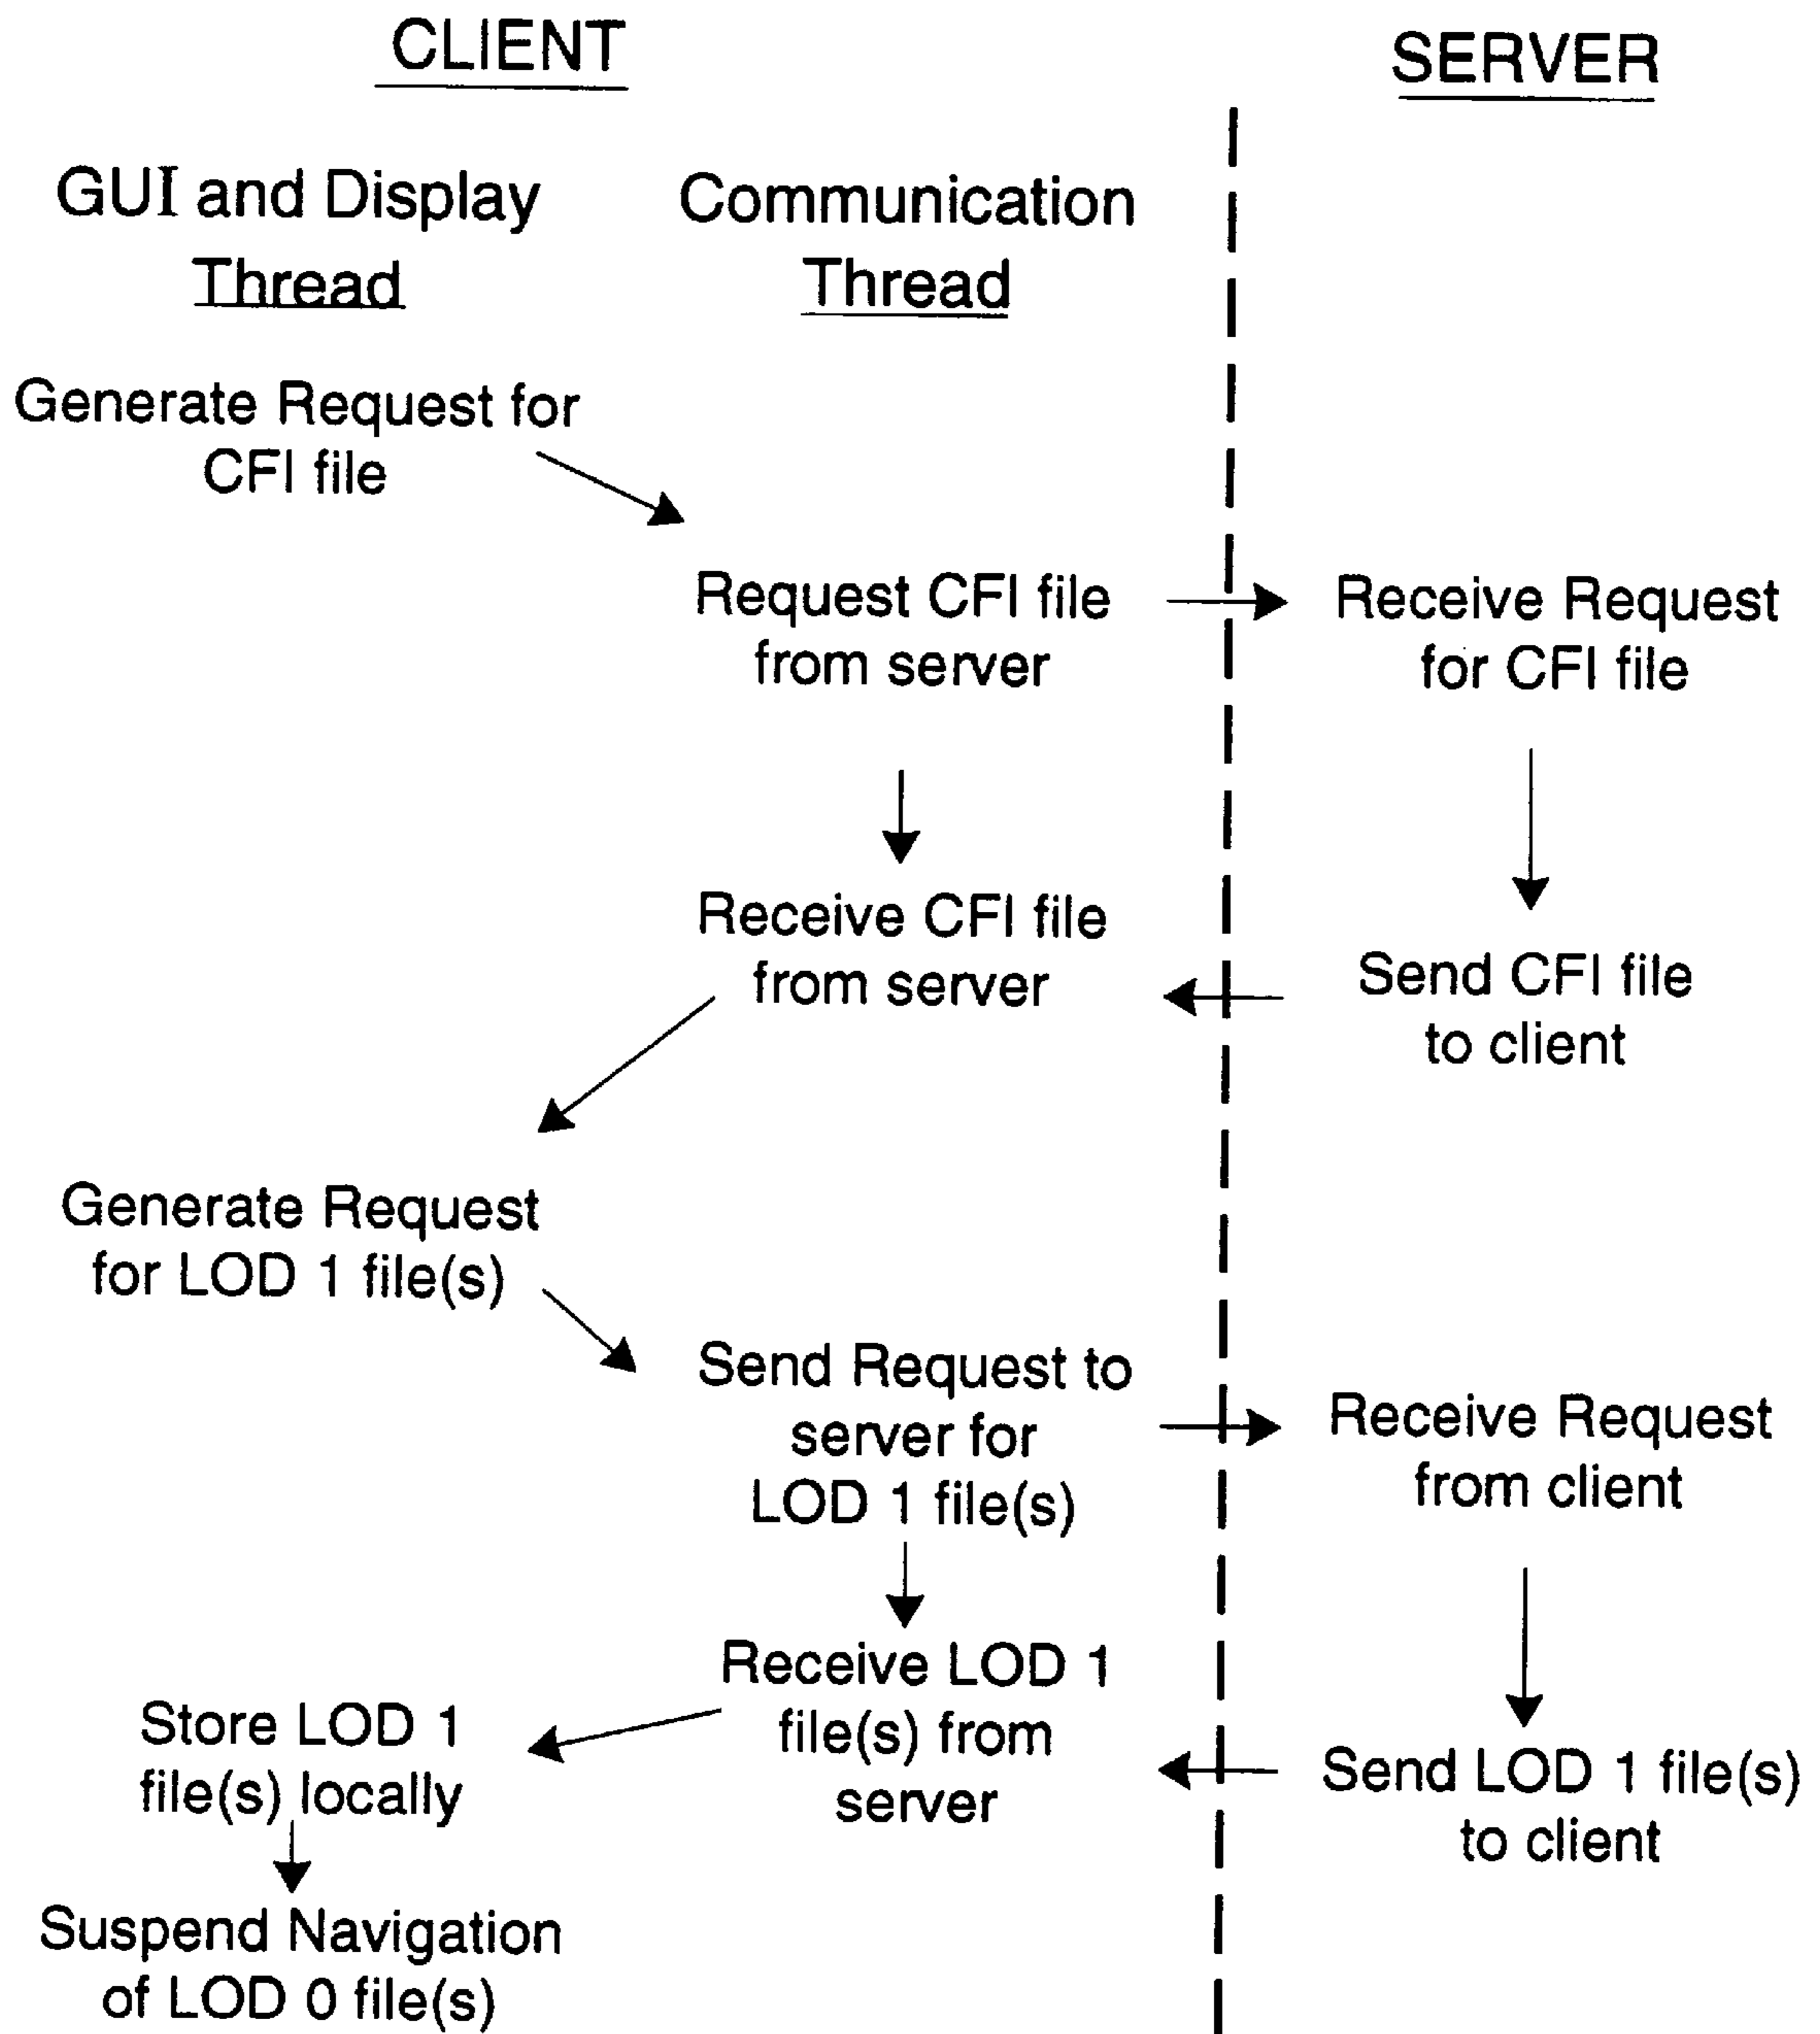 CLIENT
SERVER
GUI and Display
Thread
Communication
Thread
Generate Request for
CFI file
Request CFI file
from server
Receive Request
for CFI file
Receive CFI file
from server
Send CFI file
to client
Generate Request
for LOD 1 file(s)
Send Request to
server for
LOD 1 file(s)
Receive Request
from client
Receive LOD 1
file(s) from
server
Store LOD 1
file(s) locally
Send LOD 1 file(s)
to client
Suspend Navigation
of LOD 0 file(s)